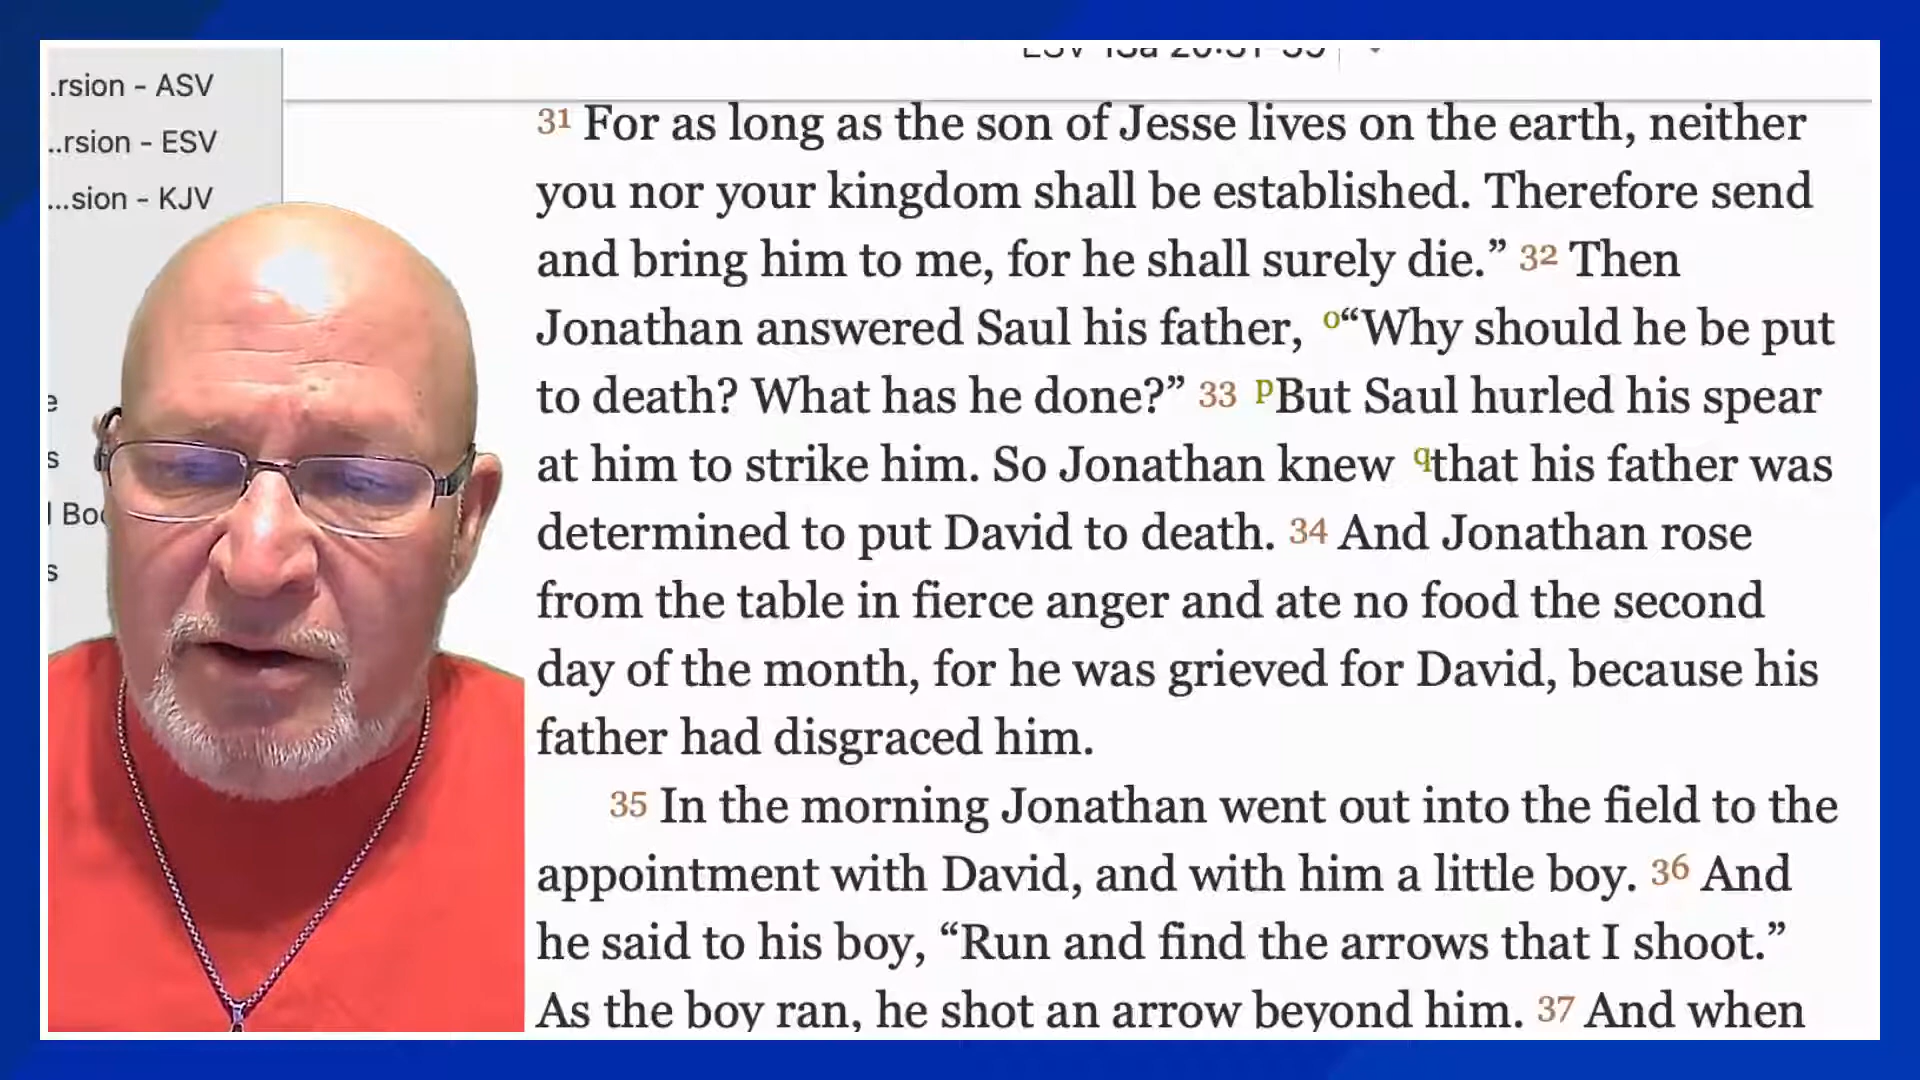 ESV 1Sa 20:31-35
.rsion - ASV
..rsion - ESV
...sion - KJV
e
s
l Boo
s
31 For as long as the son of Jesse lives on the earth, neither
you nor your kingdom shall be established. Therefore send
and bring him to me, for he shall surely die.” 32 Then
Jonathan answered Saul his father, o“Why should he be put
to death? What has he done?” 33 pBut Saul hurled his spear
at him to strike him. So Jonathan knew qthat his father was
determined to put David to death. 34 And Jonathan rose
from the table in fierce anger and ate no food the second
day of the month, for he was grieved for David, because his
father had disgraced him.
35 In the morning Jonathan went out into the field to the
appointment with David, and with him a little boy. 36 And
he said to his boy, “Run and find the arrows that I shoot.”
As the boy ran, he shot an arrow beyond him. 37 And when